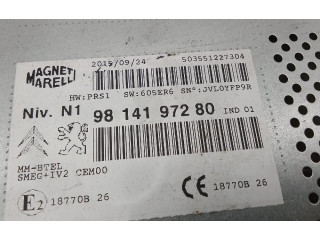 MAGNETI MARELLI
2015/09/24 503551227304
HW:PRS1 SW:605ER6 SN°:JVLOYFP9R
Niv. N1 98 141 972 80 IND 01
MM-BTEL
SMEG+IV2 CEM00
E2 18770B 26 CE 18770B 26